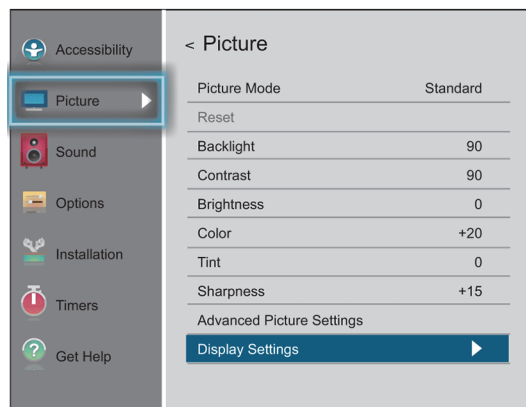 Accessibility
Picture
Sound
Options
Installation
Timers
Get Help
< Picture
Picture Mode Standard
Reset
Backlight 90
Contrast 90
Brightness 0
Color +20
Tint 0
Sharpness +15
Advanced Picture Settings
Display Settings